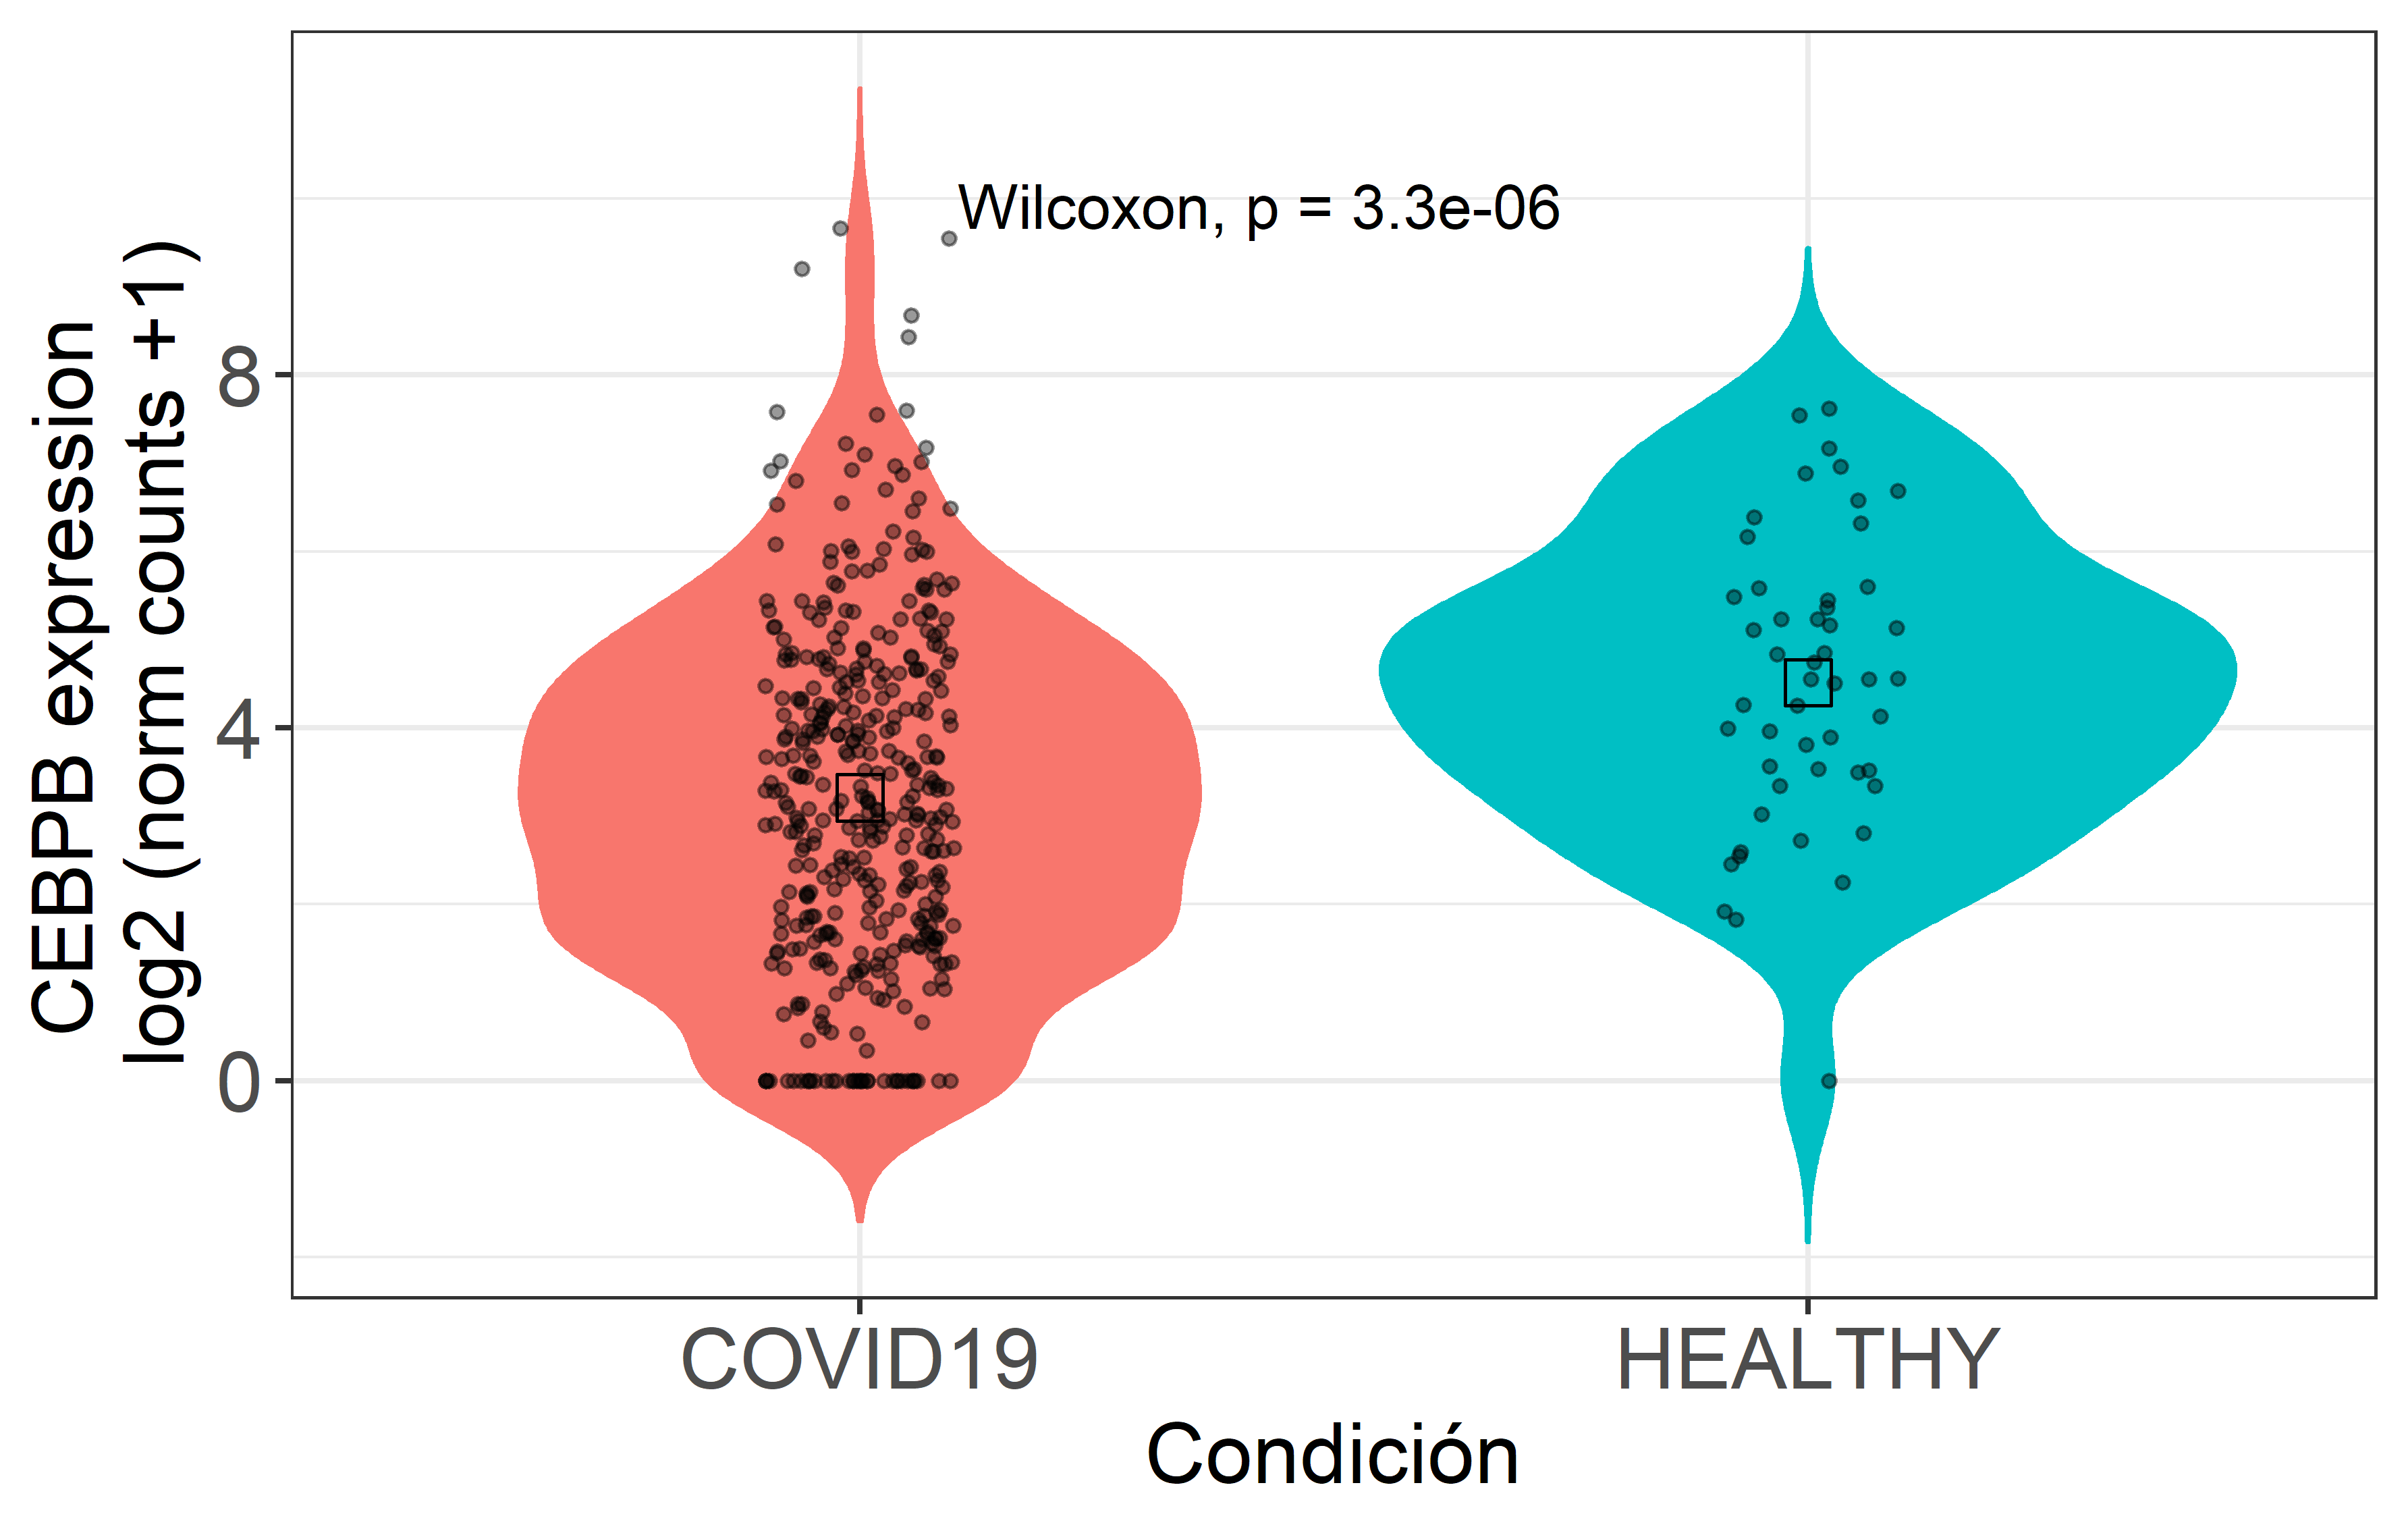 CEBPB expression
log2 (norm counts +1)
8
4
0
Wilcoxon, p = 3.3e-06
COVID19
HEALTHY
Condición